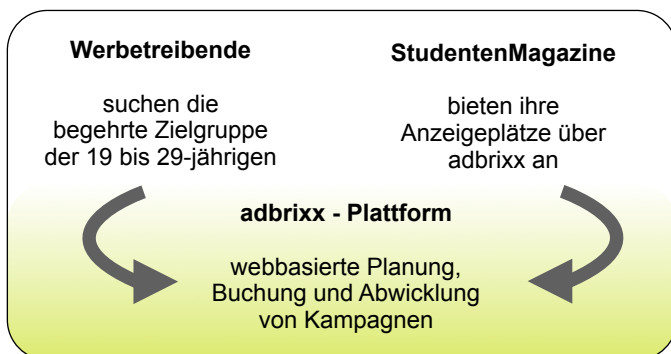 Werbetreibende
suchen die
begehrte Zielgruppe
der 19 bis 29-jährigen
StudentenMagazine
bieten ihre
Anzeigeplätze über
adbrixx an
adbrixx - Plattform
webbasierte Planung,
Buchung und Abwicklung
von Kampagnen